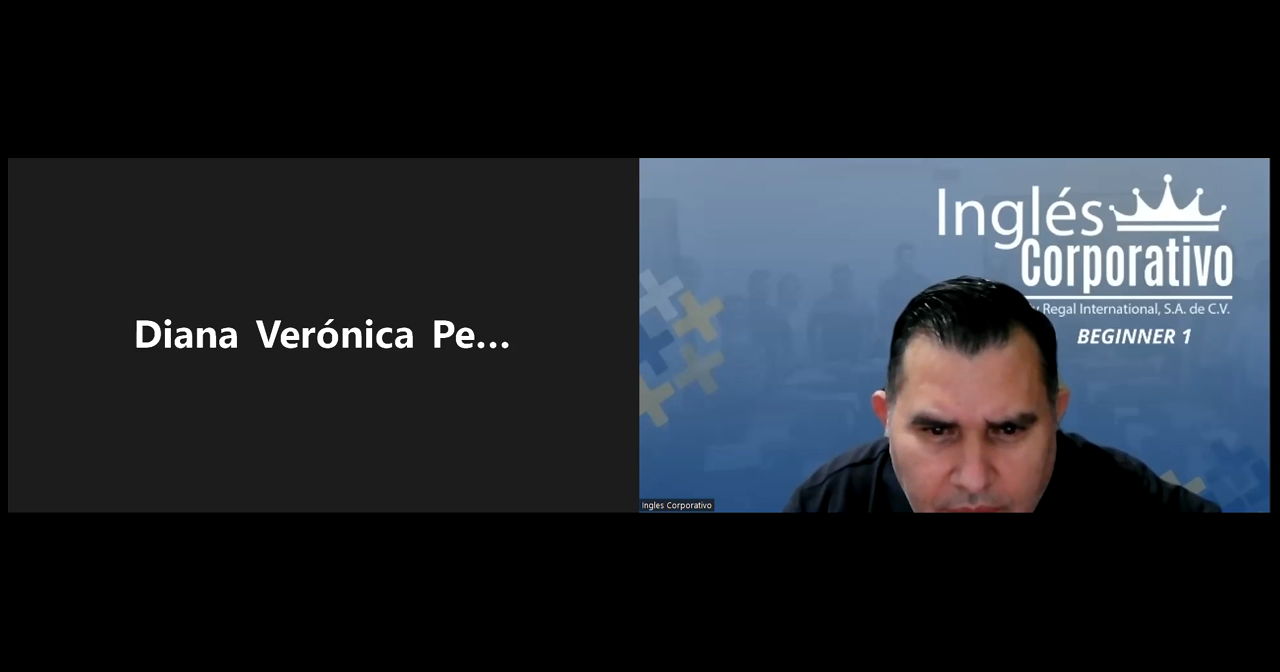 Diana Verónica Pe...
Inglés
Corporativo
y Regal International, S.A. de C.V.
BEGINNER 1
Ingles Corporativo